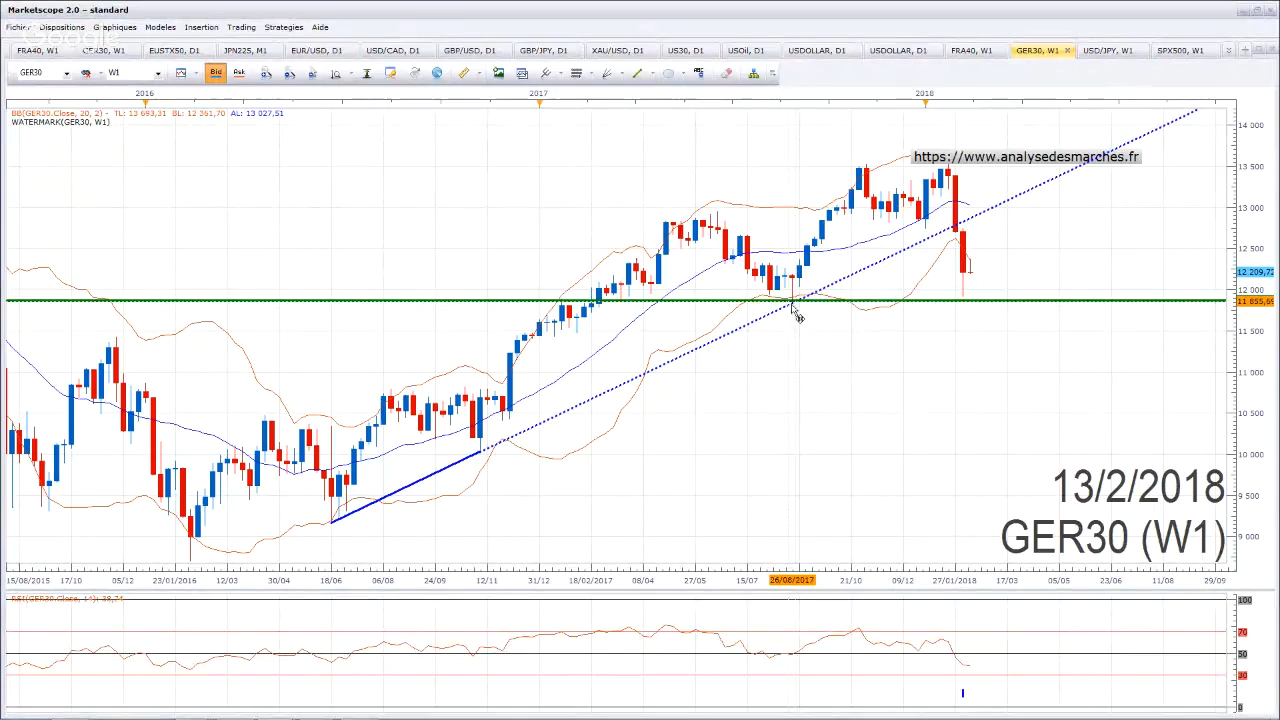 Marketscope 2.0 – standard
Fichier Dispositions Graphiques Modeles Insertion Trading Strategies Aide
FRA40, W1 EUSTX50, D1 JPN225, M1 EUR/USD, D1 USD/CAD, D1 GBP/USD, D1 GBP/JPY, D1 XAU/USD, D1 US30, D1 USOil, D1 USDOLLAR, D1 USDOLLAR, D1 FRA40, W1 GER30, W1 USD/JPY, W1 SPX500, W1
GER30 W1 Bid Ask ABC
2016 2017 2018
BB(GER30.Close, 20, 2) - TL: 13 693,31 BL: 12 361,70 AL: 13 027,51
WATERMARK(GER30, W1)
14 000
https://www.analysedesmarches.fr
13 500
13 000
12 500
12 209,72
12 000
11 855,69
11 500
11 000
10 500
10 000
9 500
9 000
13/2/2018
GER30 (W1)
15/08/2015 17/10 05/12 23/01/2016 12/03 30/04 18/06 06/08 24/09 12/11 31/12 18/02/2017 08/04 27/05 15/07 26/08/2017 21/10 09/12 27/01/2018 17/03 05/05 23/06 11/08 29/09
RSI(GER30.Close, 14): 38,74
100
70
50
30
0